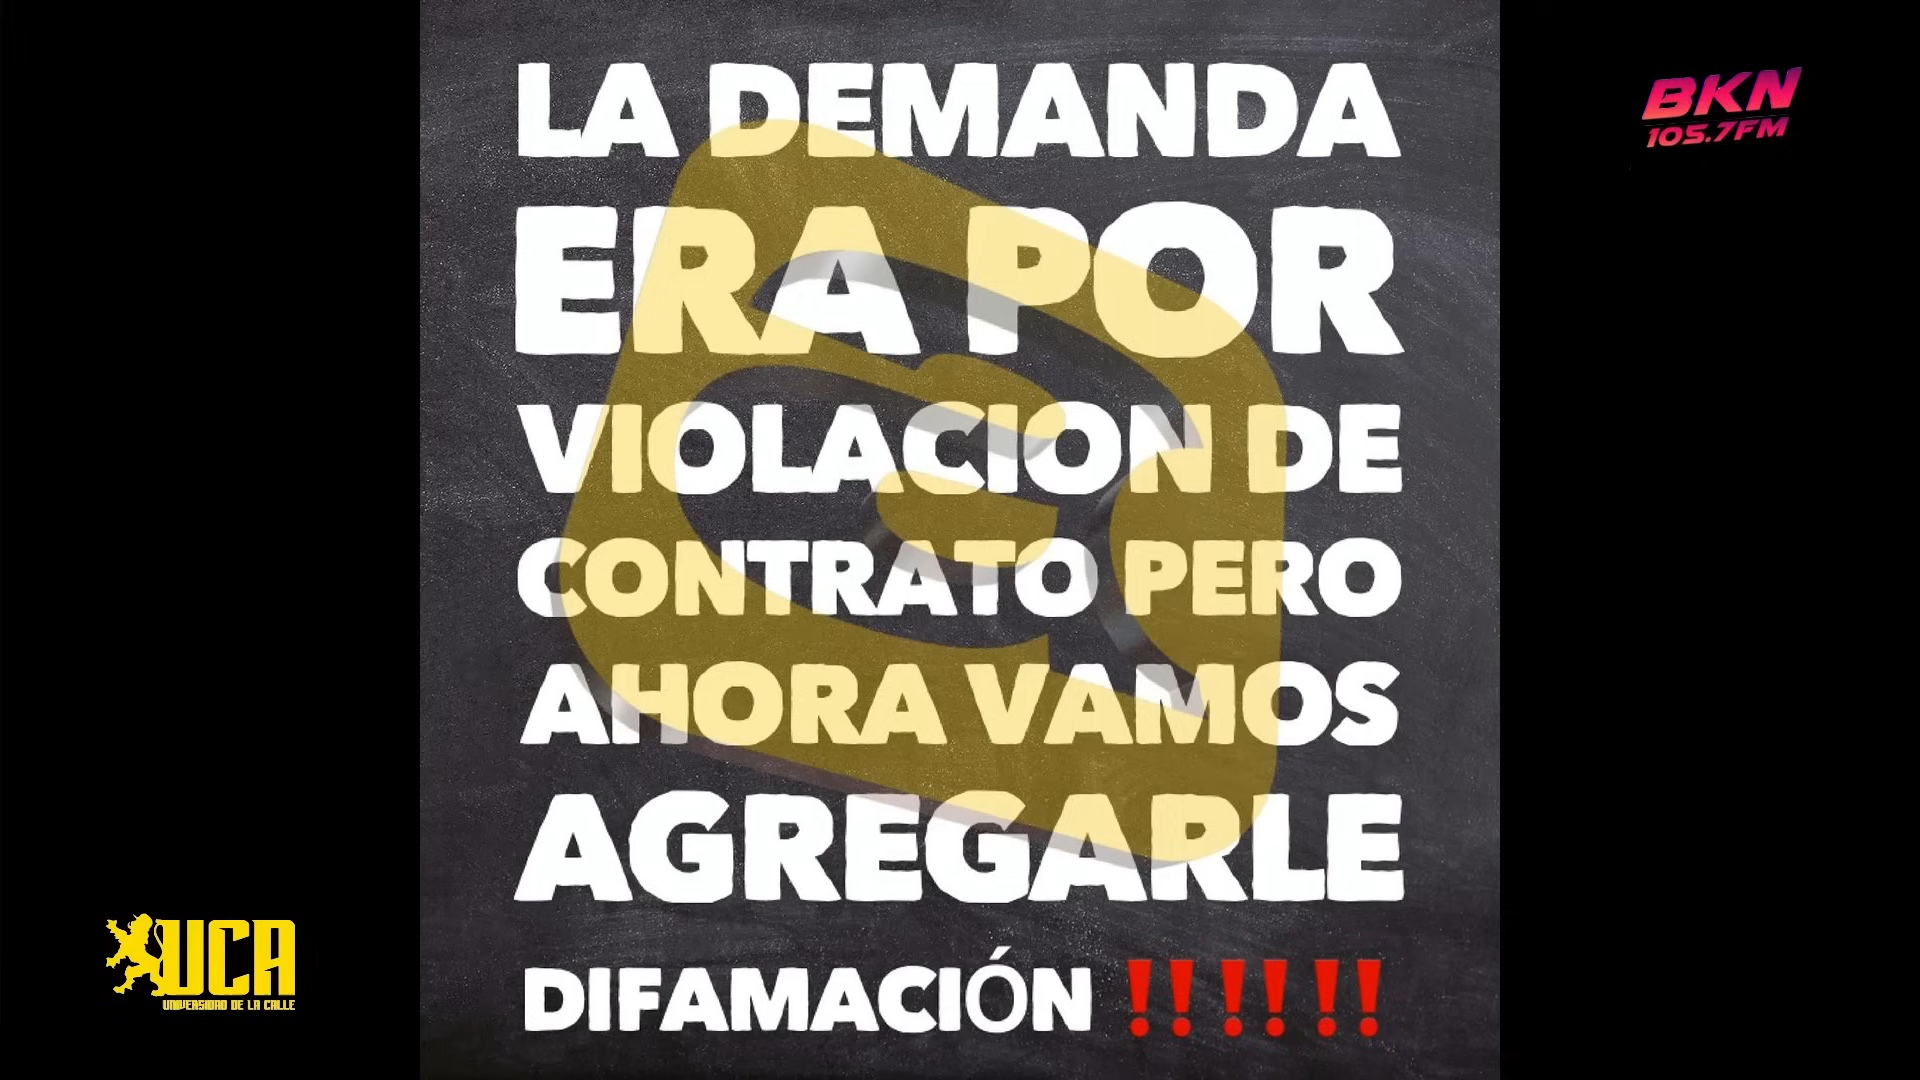 LA DEMANDA
ERA POR
VIOLACION DE
CONTRATO PERO
AHORA VAMOS
AGREGARLE
DIFAMACIÓN ‼️‼️‼️
BKN
105.7FM
UCA
UNIVERSIDAD DE LA CALLE